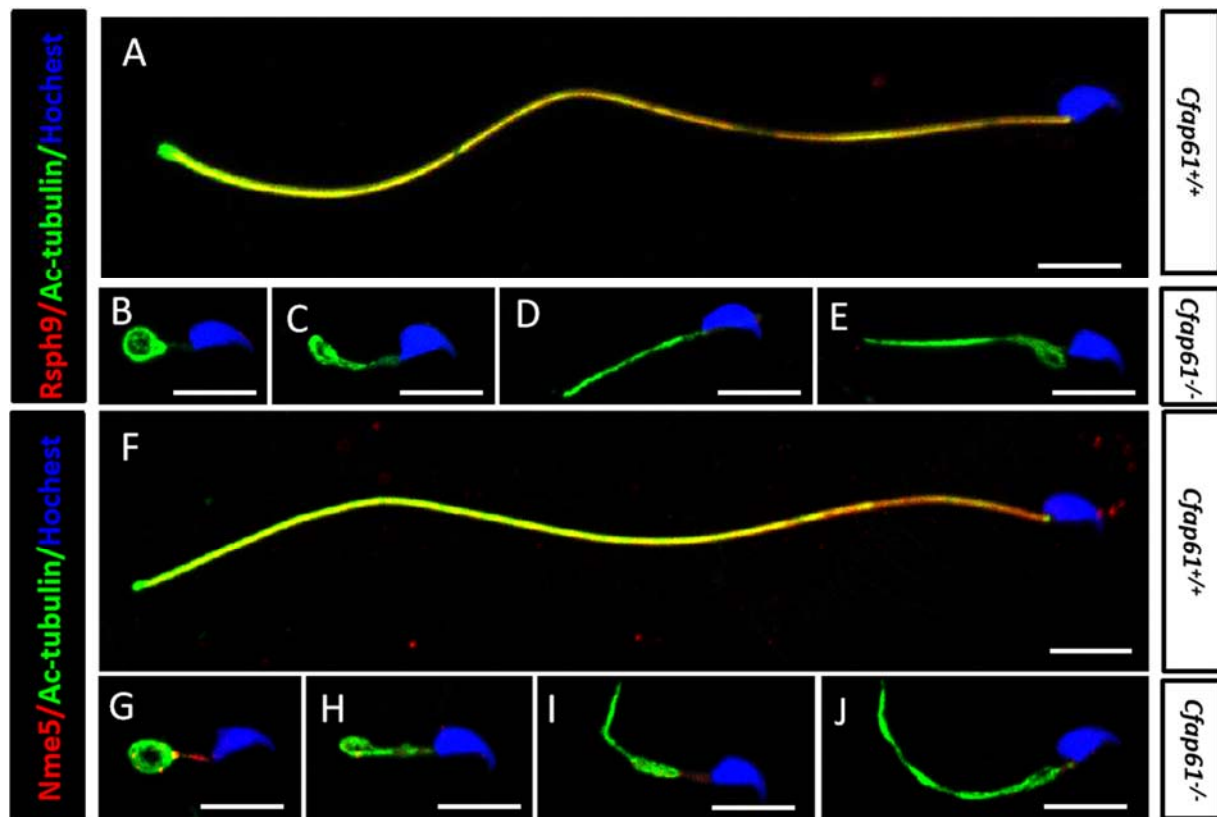 Rsph9/Ac-tubulin/Hochest
A
Cfap61+/+
B
C
D
E
Cfap61-/-
Nme5/Ac-tubulin/Hochest
F
Cfap61+/+
G
H
I
J
Cfap61-/-